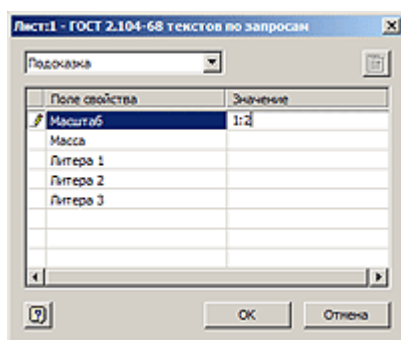 Лист:1 - ГОСТ 2.104-68 текстов по запросам
Подсказка
Поле свойства Значение
Масштаб 1:2
Масса
Литера 1
Литера 2
Литера 3
OK Отмена